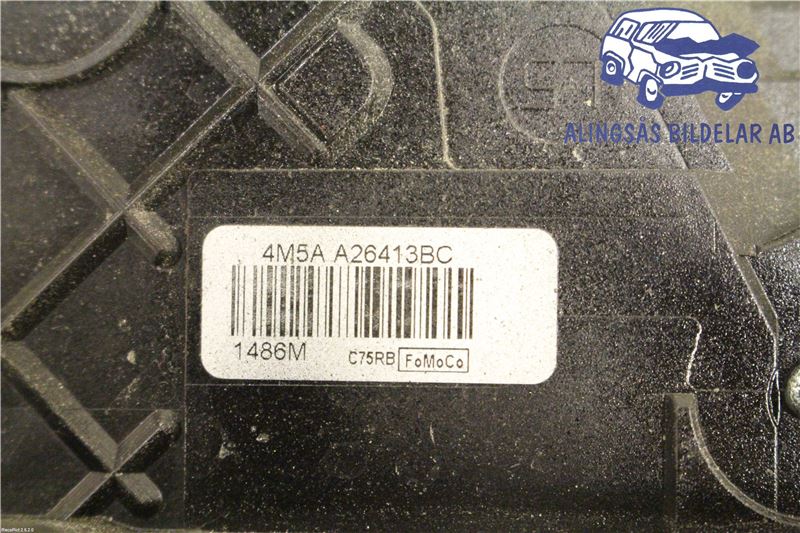 ALINGSÅS BILDELAR AB
4M5A A26413BC
1486M
C75RB FoMoCo